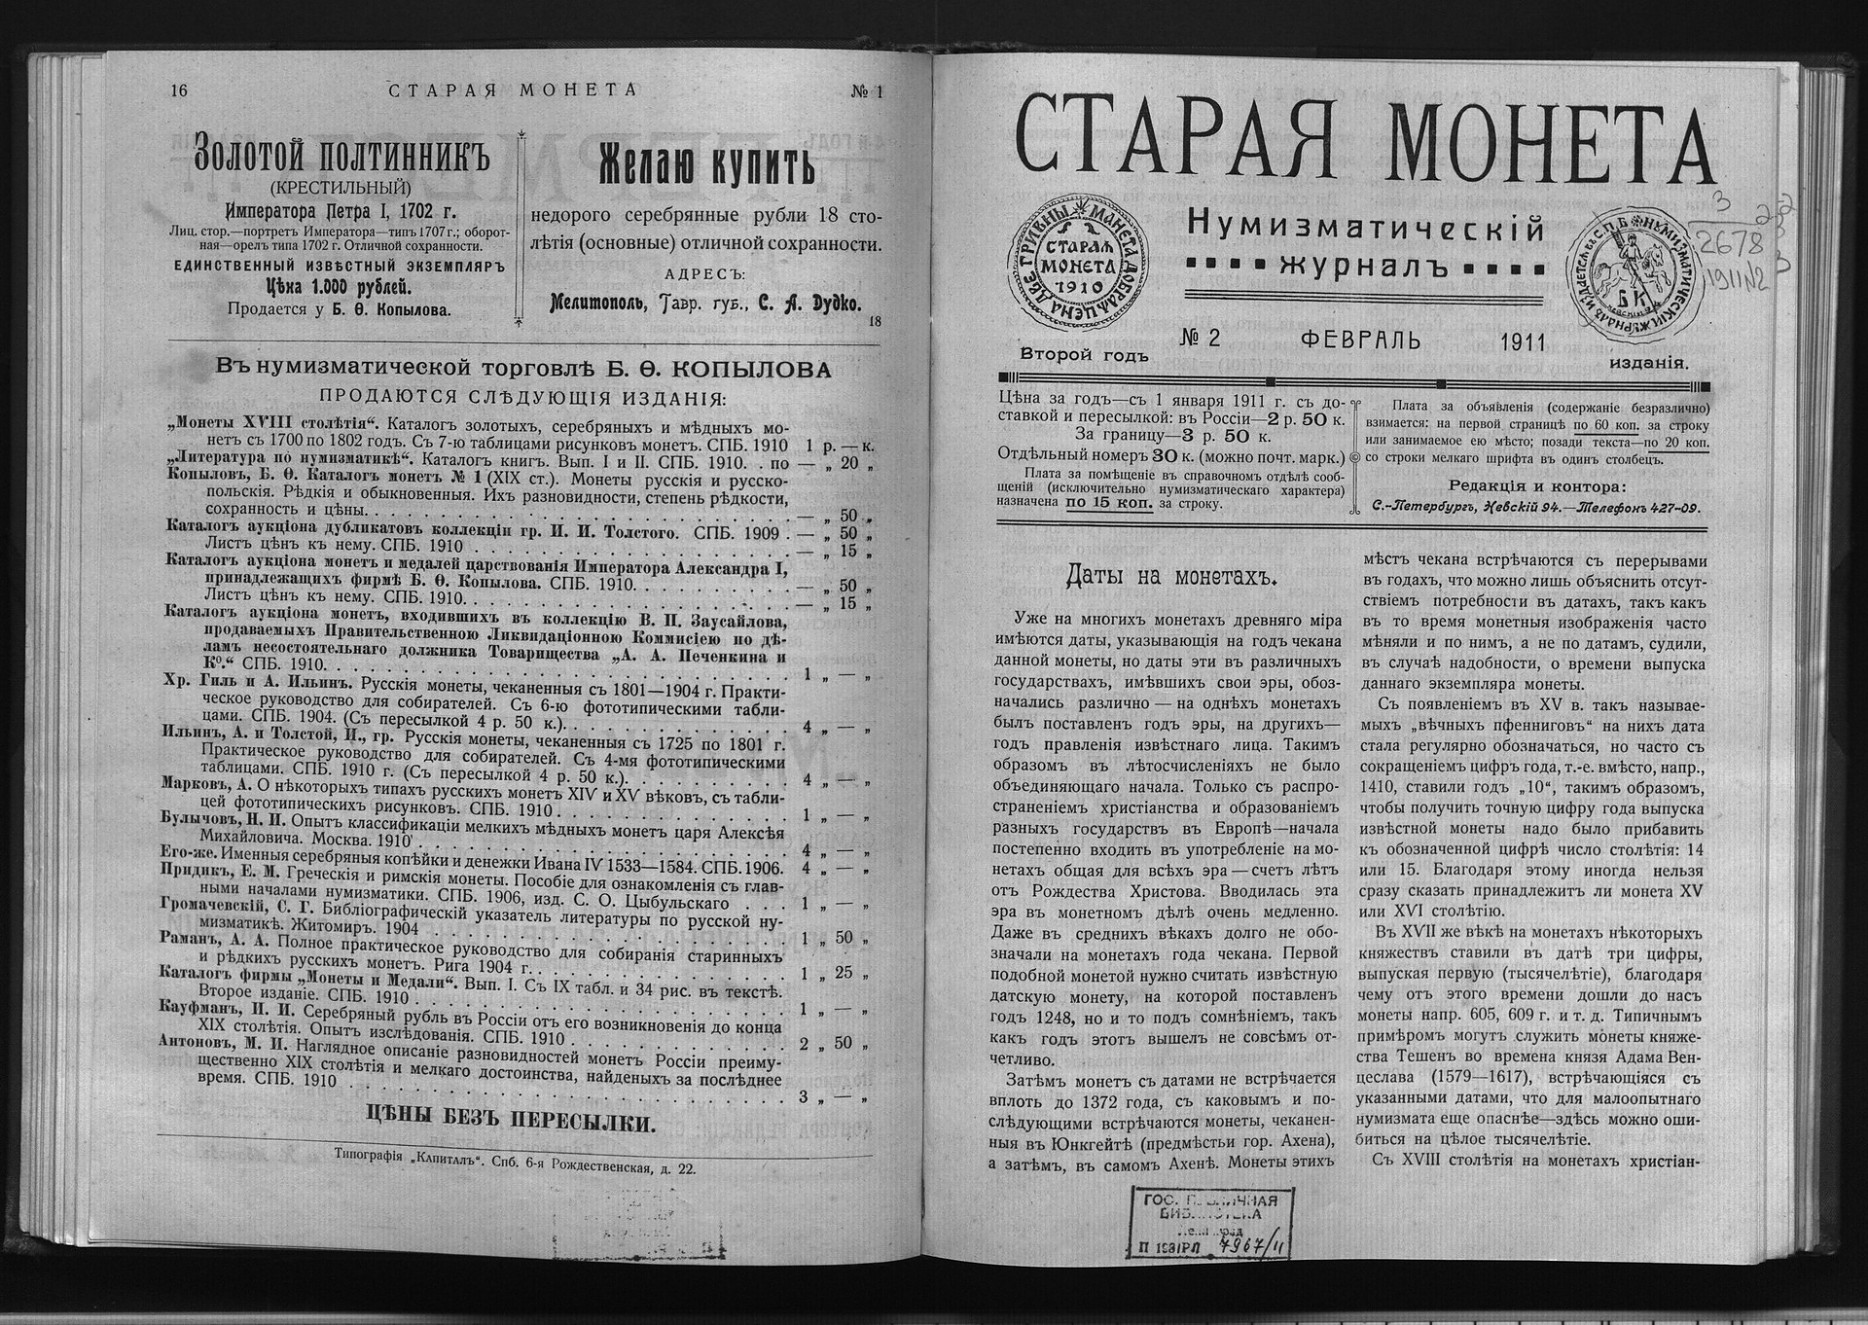 16
СТАРАЯ МОНЕТА
№ 1
Золотой полтинникъ
(КРЕСТИЛЬНЫЙ)
Императора Петра I, 1702 г.
Лиц. стор.—портретъ Императора—типъ 1707 г.; оборот-
ная—орелъ типа 1702 г. Отличной сохранности.
ЕДИНСТВЕННЫЙ ИЗВѢСТНЫЙ ЭКЗЕМПЛЯРЪ
Цѣна 1.000 рублей.
Продается у Б. Ѳ. Копылова.
Желаю купить
недорого серебрянные рубли 18 сто-
лѣтія (основные) отличной сохранности.
АДРЕСЪ:
Мелитополь, Тавр. губ., С. А. Дудко.
18
Въ нумизматической торговлѣ Б. Ѳ. КОПЫЛОВА
ПРОДАЮТСЯ СЛѢДУЮЩІЯ ИЗДАНІЯ:
„Монеты XVIII столѣтія“. Каталогъ золотыхъ, серебряныхъ и мѣдныхъ мо-
нетъ съ 1700 по 1802 годъ. Съ 7-ю таблицами рисунковъ монетъ. СПБ. 1910 1 р. — к.
„Литература по нумизматикѣ“. Каталогъ книгъ. Вып. I и II. СПБ. 1910. . по — „ 20 „
Копыловъ, Б. Ѳ. Каталогъ монетъ № 1 (XIX ст.). Монеты русскія и русско-
польскія. Рѣдкія и обыкновенныя. Ихъ разновидности, степень рѣдкости,
сохранность и цѣны. — „ 50 „
Каталогъ аукціона дубликатовъ коллекціи гр. И. И. Толстого. СПБ. 1909 . — „ 50 „
Листъ цѣнъ къ нему. СПБ. 1910 — „ 15 „
Каталогъ аукціона монетъ и медалей царствованія Императора Александра I,
принадлежащихъ фирмѣ Б. Ѳ. Копылова. СПБ. 1910. — „ 50 „
Листъ цѣнъ къ нему. СПБ. 1910. — „ 15 „
Каталогъ аукціона монетъ, входившихъ въ коллекцію В. П. Заусайлова,
продаваемыхъ Правительственною Ликвидаціонною Коммисіею по дѣ-
ламъ несостоятельнаго должника Товарищества „А. А. Печенкина и
К⁰.“ СПБ. 1910. 1 „ — „
Хр. Гиль и А. Ильинъ. Русскія монеты, чеканенныя съ 1801—1904 г. Практи-
ческое руководство для собирателей. Съ 6-ю фототипическими табли-
цами. СПБ. 1904. (Съ пересылкой 4 р. 50 к.). 4 „ — „
Ильинъ, А. и Толстой, И., гр. Русскія монеты, чеканенныя съ 1725 по 1801 г.
Практическое руководство для собирателей. Съ 4-мя фототипическими
таблицами. СПБ. 1910 г. (Съ пересылкой 4 р. 50 к.). 4 „ — „
Марковъ, А. О нѣкоторыхъ типахъ русскихъ монетъ XIV и XV вѣковъ, съ табли-
цей фототипическихъ рисунковъ. СПБ. 1910 1 „ — „
Булычовъ, Н. И. Опытъ классификаціи мелкихъ мѣдныхъ монетъ царя Алексѣя
Михайловича. Москва. 1910 4 „ — „
Его-же. Именныя серебряныя копѣйки и денежки Ивана IV 1533—1584. СПБ. 1906. 4 „ — „
Придикъ, Е. М. Греческія и римскія монеты. Пособіе для ознакомленія съ глав-
ными началами нумизматики. СПБ. 1906, изд. С. О. Цыбульскаго . . . 1 „ — „
Громачевскій, С. Г. Библіографическій указатель литературы по русской ну-
мизматикѣ. Житомиръ. 1904 1 „ 50 „
Раманъ, А. А. Полное практическое руководство для собиранія старинныхъ
и рѣдкихъ русскихъ монетъ. Рига 1904 г. 1 „ 25 „
Каталогъ фирмы „Монеты и Медали“. Вып. I. Съ IX табл. и 34 рис. въ текстѣ.
Второе изданіе. СПБ. 1910 1 „ — „
Кауфманъ, И. И. Серебряный рубль въ Россіи отъ его возникновенія до конца
XIX столѣтія. Опытъ изслѣдованія. СПБ. 1910 2 „ 50 „
Антоновъ, М. И. Наглядное описаніе разновидностей монетъ Россіи преиму-
щественно XIX столѣтія и мелкаго достоинства, найденыхъ за послѣднее
время. СПБ. 1910 3 „ — „
ЦѢНЫ БЕЗЪ ПЕРЕСЫЛКИ.
Типографія „Капиталъ“. Спб. 6-я Рождественская, д. 22.
СТАРАЯ МОНЕТА
Нумизматическій
журналъ
СТАРАЯ
МОНЕТА
1910
БК
3
2678
1911 N2
№ 2 ФЕВРАЛЬ 1911
Второй годъ
изданія.
Цѣна за годъ—съ 1 января 1911 г. съ до-
ставкой и пересылкой: въ Россіи—2 р. 50 к.
За границу—3 р. 50 к.
Отдѣльный номеръ 30 к. (можно почт. марк.)
Плата за помѣщеніе въ справочномъ отдѣлѣ сооб-
щеній (исключительно нумизматическаго характера)
назначена по 15 коп. за строку.
Плата за объявленія (содержаніе безразлично)
взимается: на первой страницѣ по 60 коп. за строку
или занимаемое ею мѣсто; позади текста—по 20 коп.
со строки мелкаго шрифта въ одинъ столбецъ.
Редакція и контора:
С.-Петербургъ, Невскій 94.—Телефонъ 427-09.
Даты на монетахъ.
Уже на многихъ монетахъ древняго міра
имѣются даты, указывающія на годъ чекана
данной монеты, но даты эти въ различныхъ
государствахъ, имѣвшихъ свои эры, обоз-
начались различно — на однѣхъ монетахъ
былъ поставленъ годъ эры, на другихъ—
годъ правленія извѣстнаго лица. Такимъ
образомъ въ лѣтосчисленіяхъ не было
объединяющаго начала. Только съ распро-
страненіемъ христіанства и образованіемъ
разныхъ государствъ въ Европѣ—начала
постепенно входить въ употребленіе на мо-
нетахъ общая для всѣхъ эра—счетъ лѣтъ
отъ Рождества Христова. Вводилась эта
эра въ монетномъ дѣлѣ очень медленно.
Даже въ среднихъ вѣкахъ долго не обо-
значали на монетахъ года чекана. Первой
подобной монетой нужно считать извѣстную
датскую монету, на которой поставленъ
годъ 1248, но и то подъ сомнѣніемъ, такъ
какъ годъ этотъ вышелъ не совсѣмъ от-
четливо.
Затѣмъ монетъ съ датами не встрѣчается
вплоть до 1372 года, съ каковымъ и по-
слѣдующими встрѣчаются монеты, чеканен-
ныя въ Юнкгейтѣ (предмѣстьи гор. Ахена),
а затѣмъ, въ самомъ Ахенѣ. Монеты этихъ
мѣстъ чекана встрѣчаются съ перерывами
въ годахъ, что можно лишь объяснить отсут-
ствіемъ потребности въ датахъ, такъ какъ
въ то время монетныя изображенія часто
мѣняли и по нимъ, а не по датамъ, судили,
въ случаѣ надобности, о времени выпуска
даннаго экземпляра монеты.
Съ появленіемъ въ XV в. такъ называе-
мыхъ „вѣчныхъ пфенниговъ“ на нихъ дата
стала регулярно обозначаться, но часто съ
сокращеніемъ цифръ года, т.-е. вмѣсто, напр.,
1410, ставили годъ „10“, такимъ образомъ,
чтобы получить точную цифру года выпуска
извѣстной монеты надо было прибавить
къ обозначенной цифрѣ число столѣтія: 14
или 15. Благодаря этому иногда нельзя
сразу сказать принадлежитъ ли монета XV
или XVI столѣтію.
Въ XVII же вѣкѣ на монетахъ нѣкоторыхъ
княжествъ ставили въ датѣ три цифры,
выпуская первую (тысячелѣтіе), благодаря
чему отъ этого времени дошли до насъ
монеты напр. 605, 609 г. и т. д. Типичнымъ
примѣромъ могутъ служить монеты княже-
ства Тешенъ во времена князя Адама Вен-
цеслава (1579—1617), встрѣчающіяся съ
указанными датами, что для малоопытнаго
нумизмата еще опаснѣе—здѣсь можно оши-
биться на цѣлое тысячелѣтіе.
Съ XVIII столѣтія на монетахъ христіан-
ГОС.
П 1931РЛ 7967/11